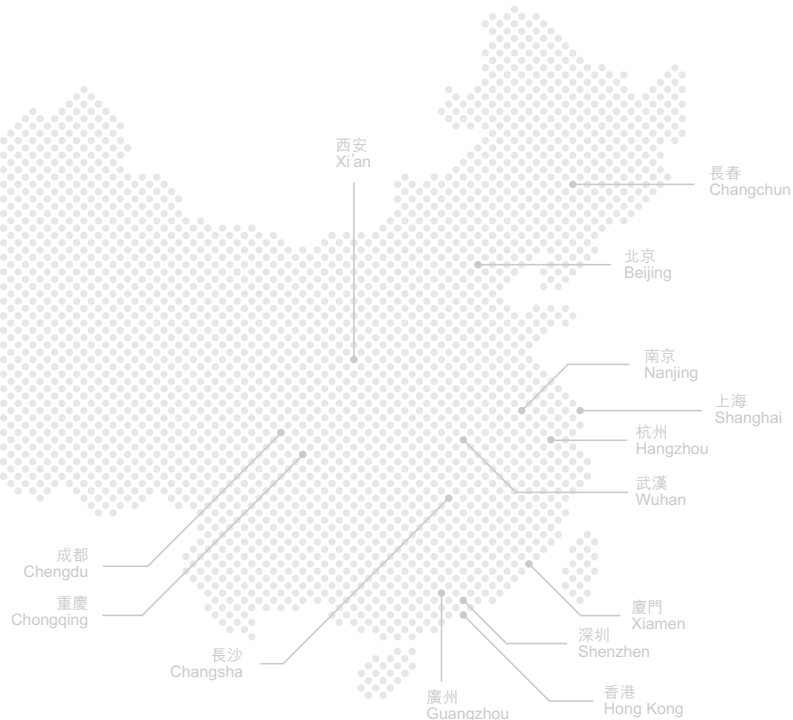 西安
Xi'an
長春
Changchun
北京
Beijing
南京
Nanjing
上海
Shanghai
杭州
Hangzhou
武漢
Wuhan
成都
Chengdu
重慶
Chongqing
廈門
Xiamen
深圳
Shenzhen
長沙
Changsha
廣州
Guangzhou
香港
Hong Kong